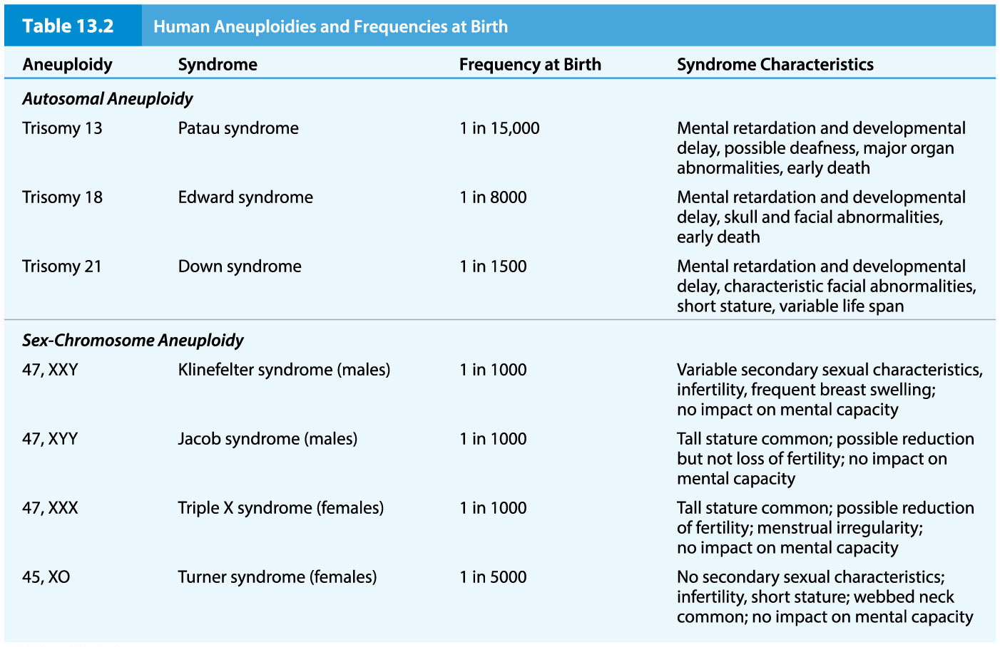 Table 13.2 Human Aneuploidies and Frequencies at Birth
Aneuploidy Syndrome Frequency at Birth Syndrome Characteristics
Autosomal Aneuploidy
Trisomy 13 Patau syndrome 1 in 15,000 Mental retardation and developmental
delay, possible deafness, major organ
abnormalities, early death
Trisomy 18 Edward syndrome 1 in 8000 Mental retardation and developmental
delay, skull and facial abnormalities,
early death
Trisomy 21 Down syndrome 1 in 1500 Mental retardation and developmental
delay, characteristic facial abnormalities,
short stature, variable life span
Sex-Chromosome Aneuploidy
47, XXY Klinefelter syndrome (males) 1 in 1000 Variable secondary sexual characteristics,
infertility, frequent breast swelling;
no impact on mental capacity
47, XYY Jacob syndrome (males) 1 in 1000 Tall stature common; possible reduction
but not loss of fertility; no impact on
mental capacity
47, XXX Triple X syndrome (females) 1 in 1000 Tall stature common; possible reduction
of fertility; menstrual irregularity;
no impact on mental capacity
45, XO Turner syndrome (females) 1 in 5000 No secondary sexual characteristics;
infertility, short stature; webbed neck
common; no impact on mental capacity